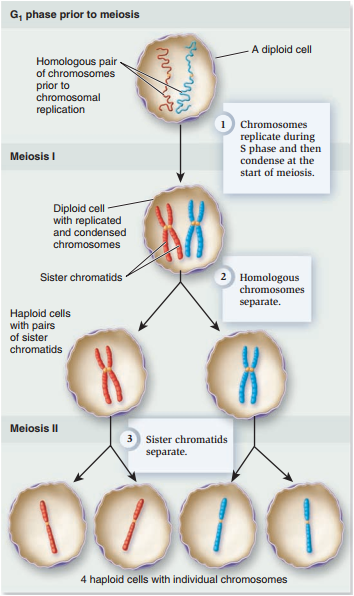 G1 phase prior to meiosis
A diploid cell
Homologous pair
of chromosomes
prior to
chromosomal
replication
1 Chromosomes
replicate during
S phase and then
condense at the
start of meiosis.
Meiosis I
Diploid cell
with replicated
and condensed
chromosomes
Sister chromatids
2 Homologous
chromosomes
separate.
Haploid cells
with pairs
of sister
chromatids
Meiosis II
3 Sister chromatids
separate.
4 haploid cells with individual chromosomes